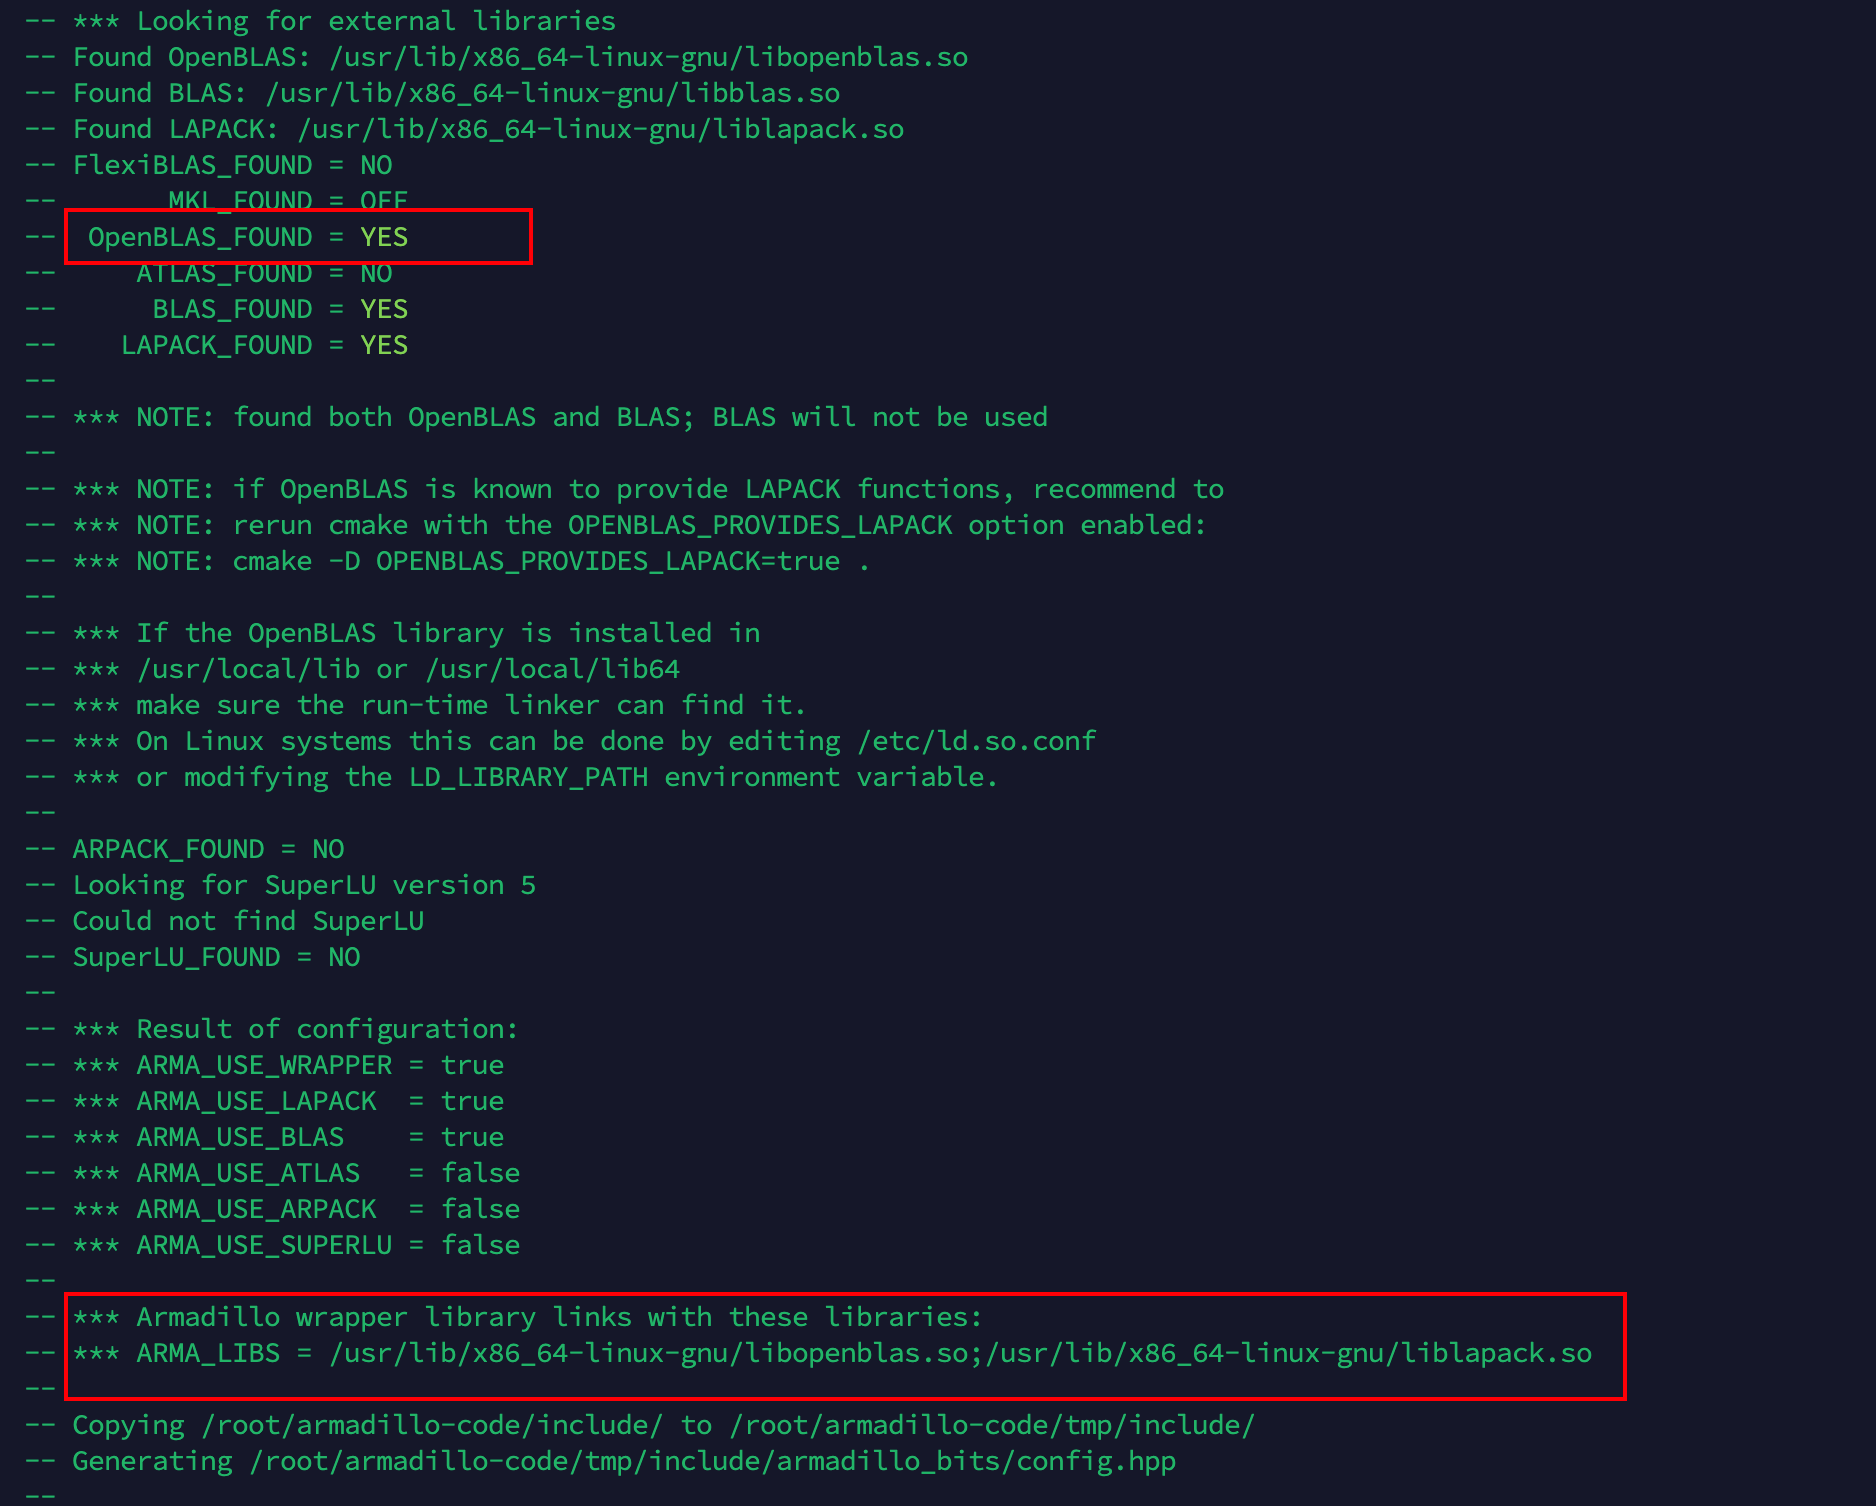 -- *** Looking for external libraries
-- Found OpenBLAS: /usr/lib/x86_64-linux-gnu/libopenblas.so
-- Found BLAS: /usr/lib/x86_64-linux-gnu/libblas.so
-- Found LAPACK: /usr/lib/x86_64-linux-gnu/liblapack.so
-- FlexiBLAS_FOUND = NO
--       MKL_FOUND = OFF
--  OpenBLAS_FOUND = YES
--     ATLAS_FOUND = NO
--      BLAS_FOUND = YES
--    LAPACK_FOUND = YES
--
-- *** NOTE: found both OpenBLAS and BLAS; BLAS will not be used
--
-- *** NOTE: if OpenBLAS is known to provide LAPACK functions, recommend to
-- *** NOTE: rerun cmake with the OPENBLAS_PROVIDES_LAPACK option enabled:
-- *** NOTE: cmake -D OPENBLAS_PROVIDES_LAPACK=true .
--
-- *** If the OpenBLAS library is installed in
-- *** /usr/local/lib or /usr/local/lib64
-- *** make sure the run-time linker can find it.
-- *** On Linux systems this can be done by editing /etc/ld.so.conf
-- *** or modifying the LD_LIBRARY_PATH environment variable.
--
-- ARPACK_FOUND = NO
-- Looking for SuperLU version 5
-- Could not find SuperLU
-- SuperLU_FOUND = NO
--
-- *** Result of configuration:
-- *** ARMA_USE_WRAPPER = true
-- *** ARMA_USE_LAPACK  = true
-- *** ARMA_USE_BLAS    = true
-- *** ARMA_USE_ATLAS   = false
-- *** ARMA_USE_ARPACK  = false
-- *** ARMA_USE_SUPERLU = false
--
-- *** Armadillo wrapper library links with these libraries:
-- *** ARMA_LIBS = /usr/lib/x86_64-linux-gnu/libopenblas.so;/usr/lib/x86_64-linux-gnu/liblapack.so
--
-- Copying /root/armadillo-code/include/ to /root/armadillo-code/tmp/include/
-- Generating /root/armadillo-code/tmp/include/armadillo_bits/config.hpp
--